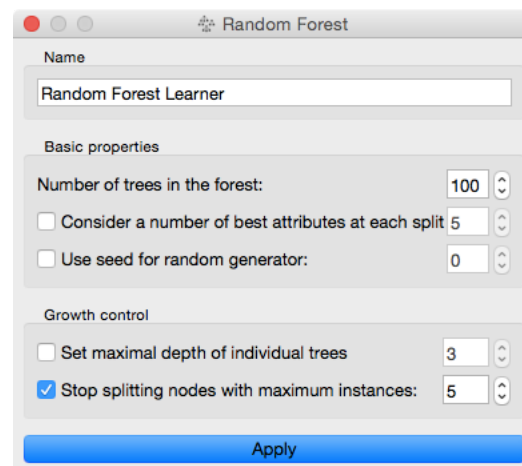 Random Forest
Name
Random Forest Learner
Basic properties
Number of trees in the forest: 100
Consider a number of best attributes at each split 5
Use seed for random generator: 0
Growth control
Set maximal depth of individual trees 3
Stop splitting nodes with maximum instances: 5
Apply